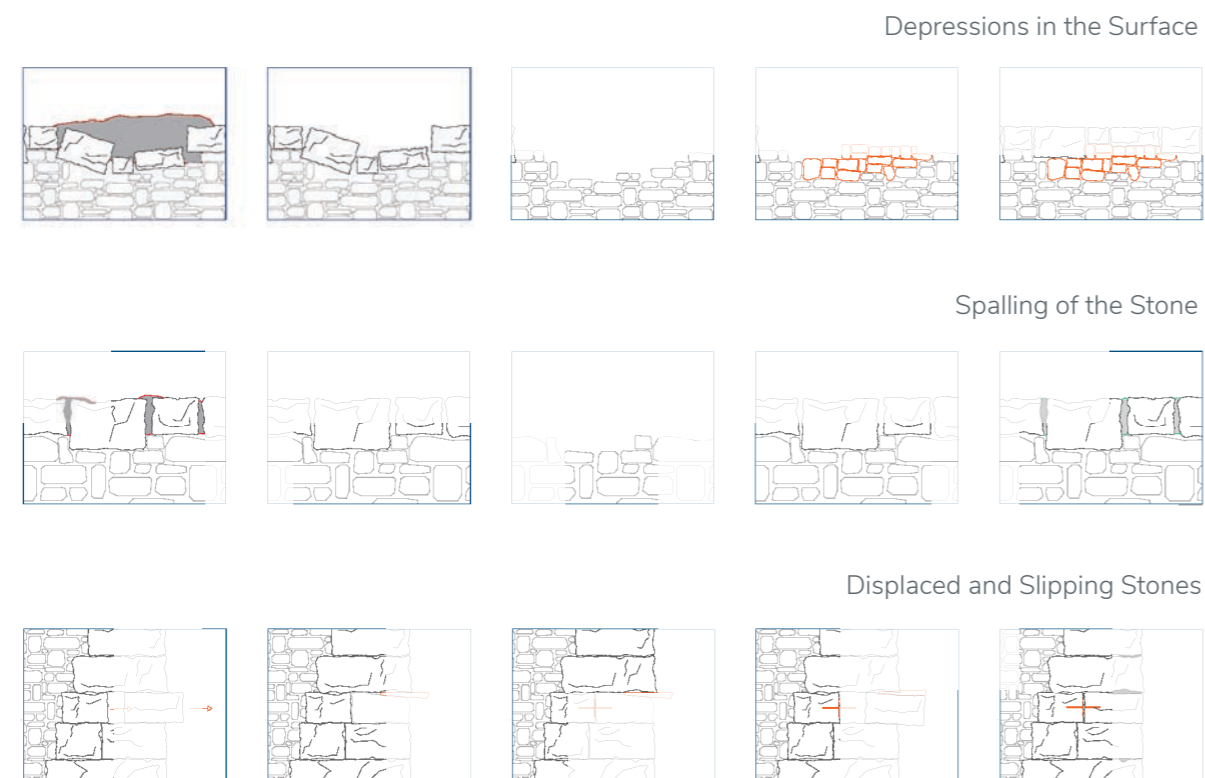 Depressions in the Surface
Spalling of the Stone
Displaced and Slipping Stones